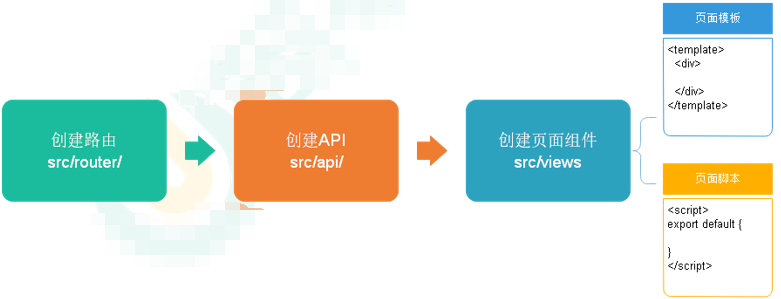 创建路由
src/router/
创建API
src/api/
创建页面组件
src/views
页面模板
<template>
<div>
</div>
</template>
页面脚本
<script>
export default {
}
</script>